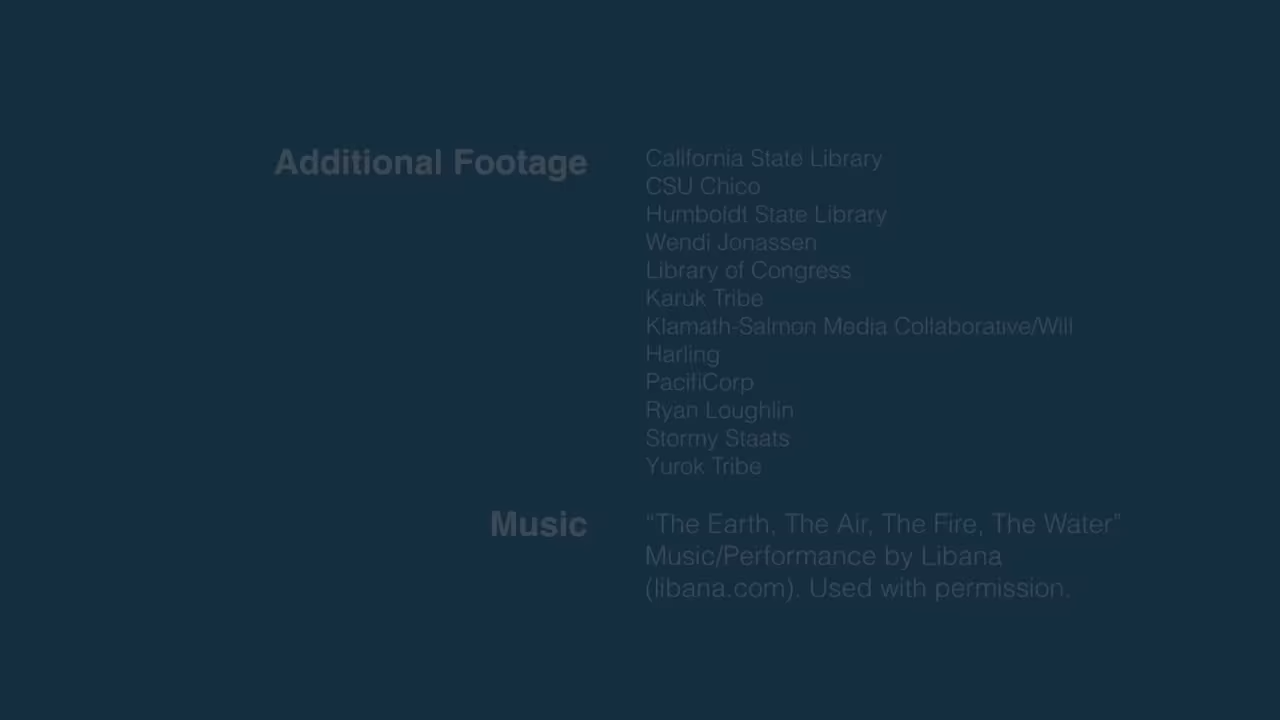 Additional Footage
California State Library
CSU Chico
Humboldt State Library
Wendi Jonassen
Library of Congress
Karuk Tribe
Klamath-Salmon Media Collaborative/Will
Harling
PacifiCorp
Ryan Loughlin
Stormy Staats
Yurok Tribe
Music
“The Earth, The Air, The Fire, The Water”
Music/Performance by Libana
(libana.com). Used with permission.